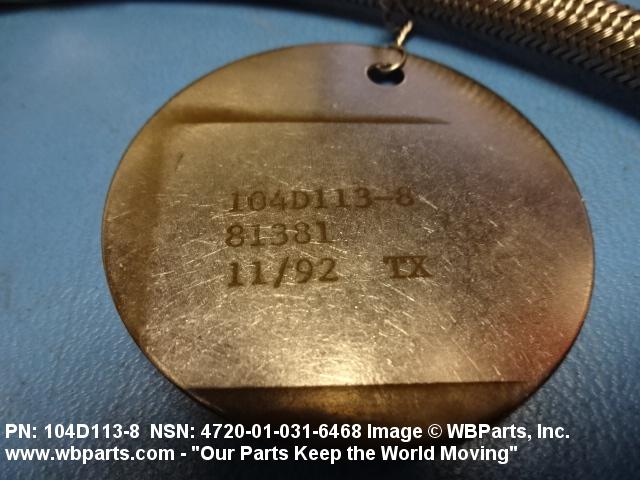 104D113-8
81381
11/92 TX
PN: 104D113-8 NSN: 4720-01-031-6468 Image © WBParts, Inc.
www.wbparts.com - "Our Parts Keep the World Moving"